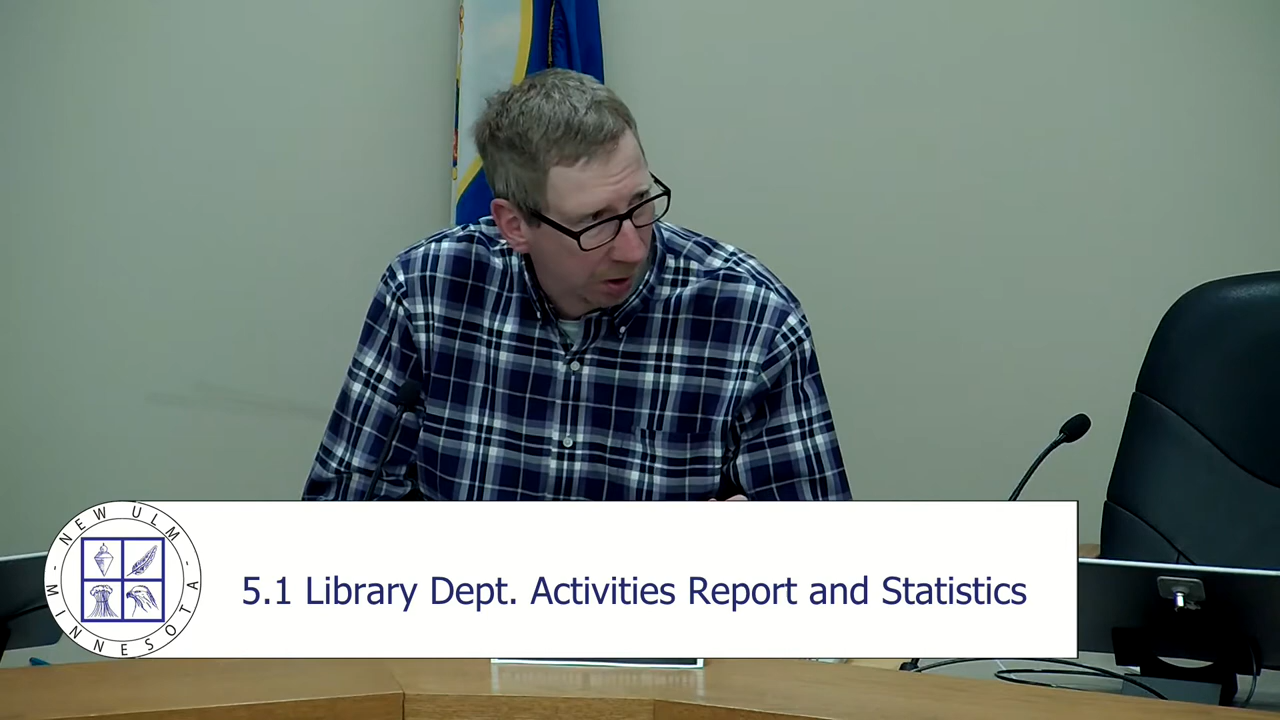 NEW ULM
MINNESOTA
5.1 Library Dept. Activities Report and Statistics